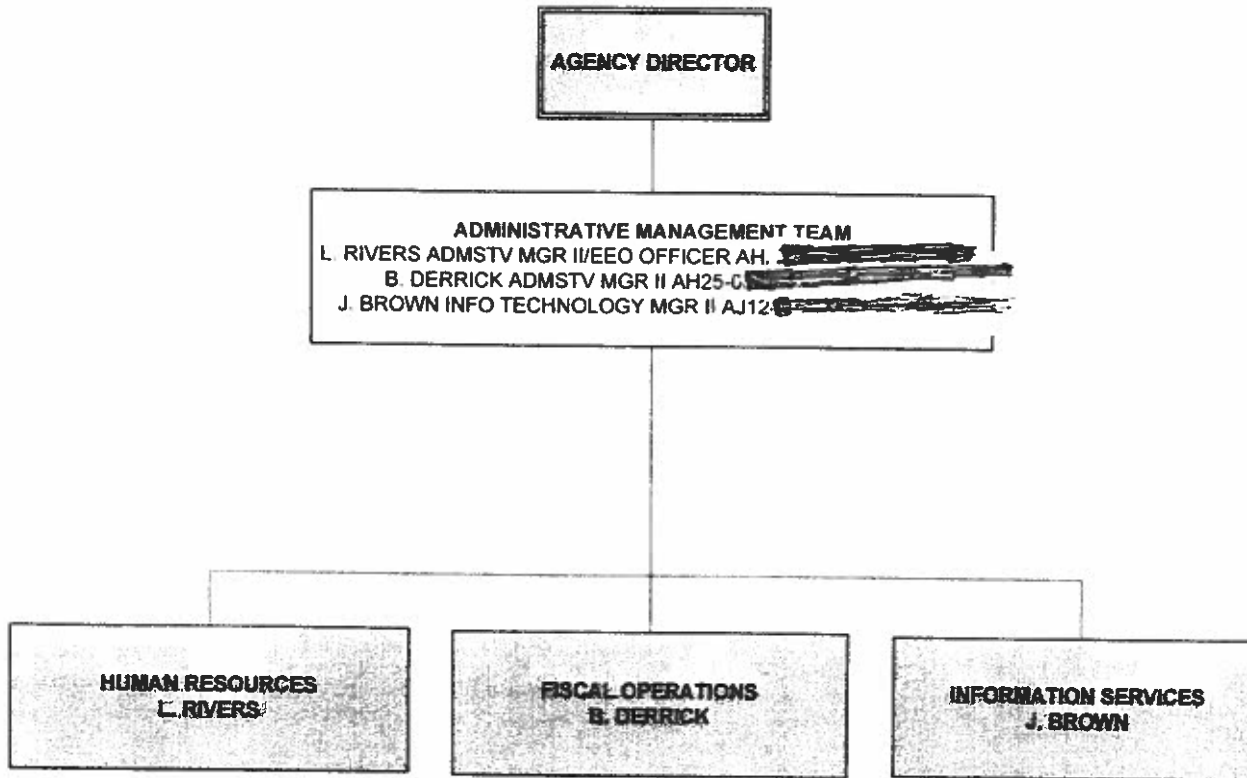 AGENCY DIRECTOR
ADMINISTRATIVE MANAGEMENT TEAM
L. RIVERS ADMSTV MGR II/EEO OFFICER AH.
B. DERRICK ADMSTV MGR II AH25-0
J. BROWN INFO TECHNOLOGY MGR II AJ12-
HUMAN RESOURCES
L. RIVERS
FISCAL OPERATIONS
B. DERRICK
INFORMATION SERVICES
J. BROWN